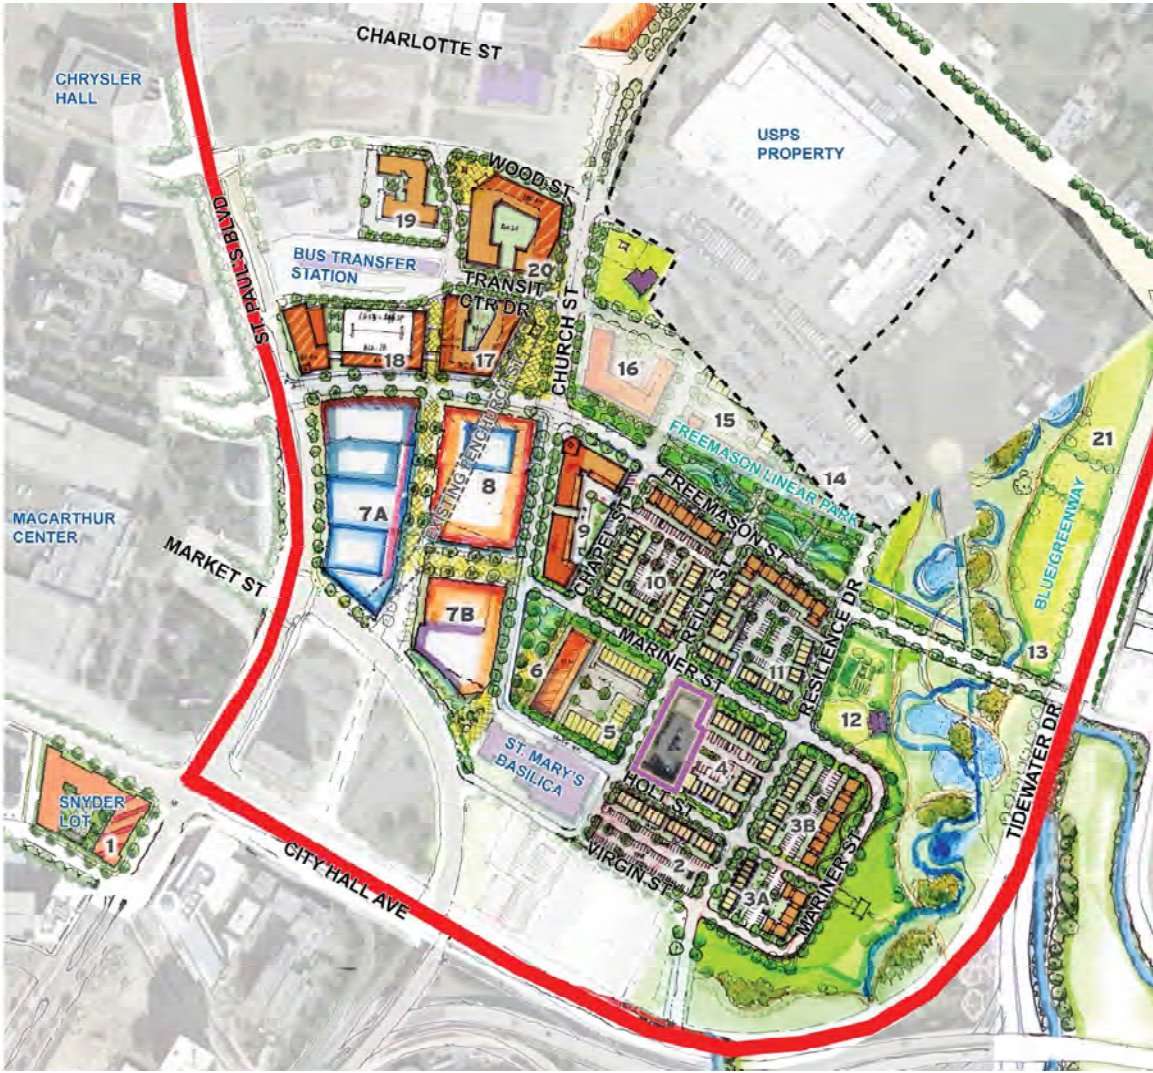 CHARLOTTE ST
CHRYSLER
HALL
USPS
PROPERTY
WOOD ST
19
ST. PAUL'S BLVD
BUS TRANSFER
STATION
20
TRANSIT
CTR DR
CHURCH ST
18
17
16
15
EXISTING FENCHURCH ST
FREEMASON LINEAR PARK
14
21
BLUE/GREENWAY
MACARTHUR
CENTER
7A
8
9
MARKET ST
CHAPEL ST
FREEMASON ST
10
REILLY ST
RESILIENCE DR
7B
MARINER ST
11
13
6
5
12
ST. MARY'S
BASILICA
4
TIDEWATER DR
HOLT ST
SNYDER
LOT
1
3B
2
VIRGIN ST
3A
MARINER ST
CITY HALL AVE